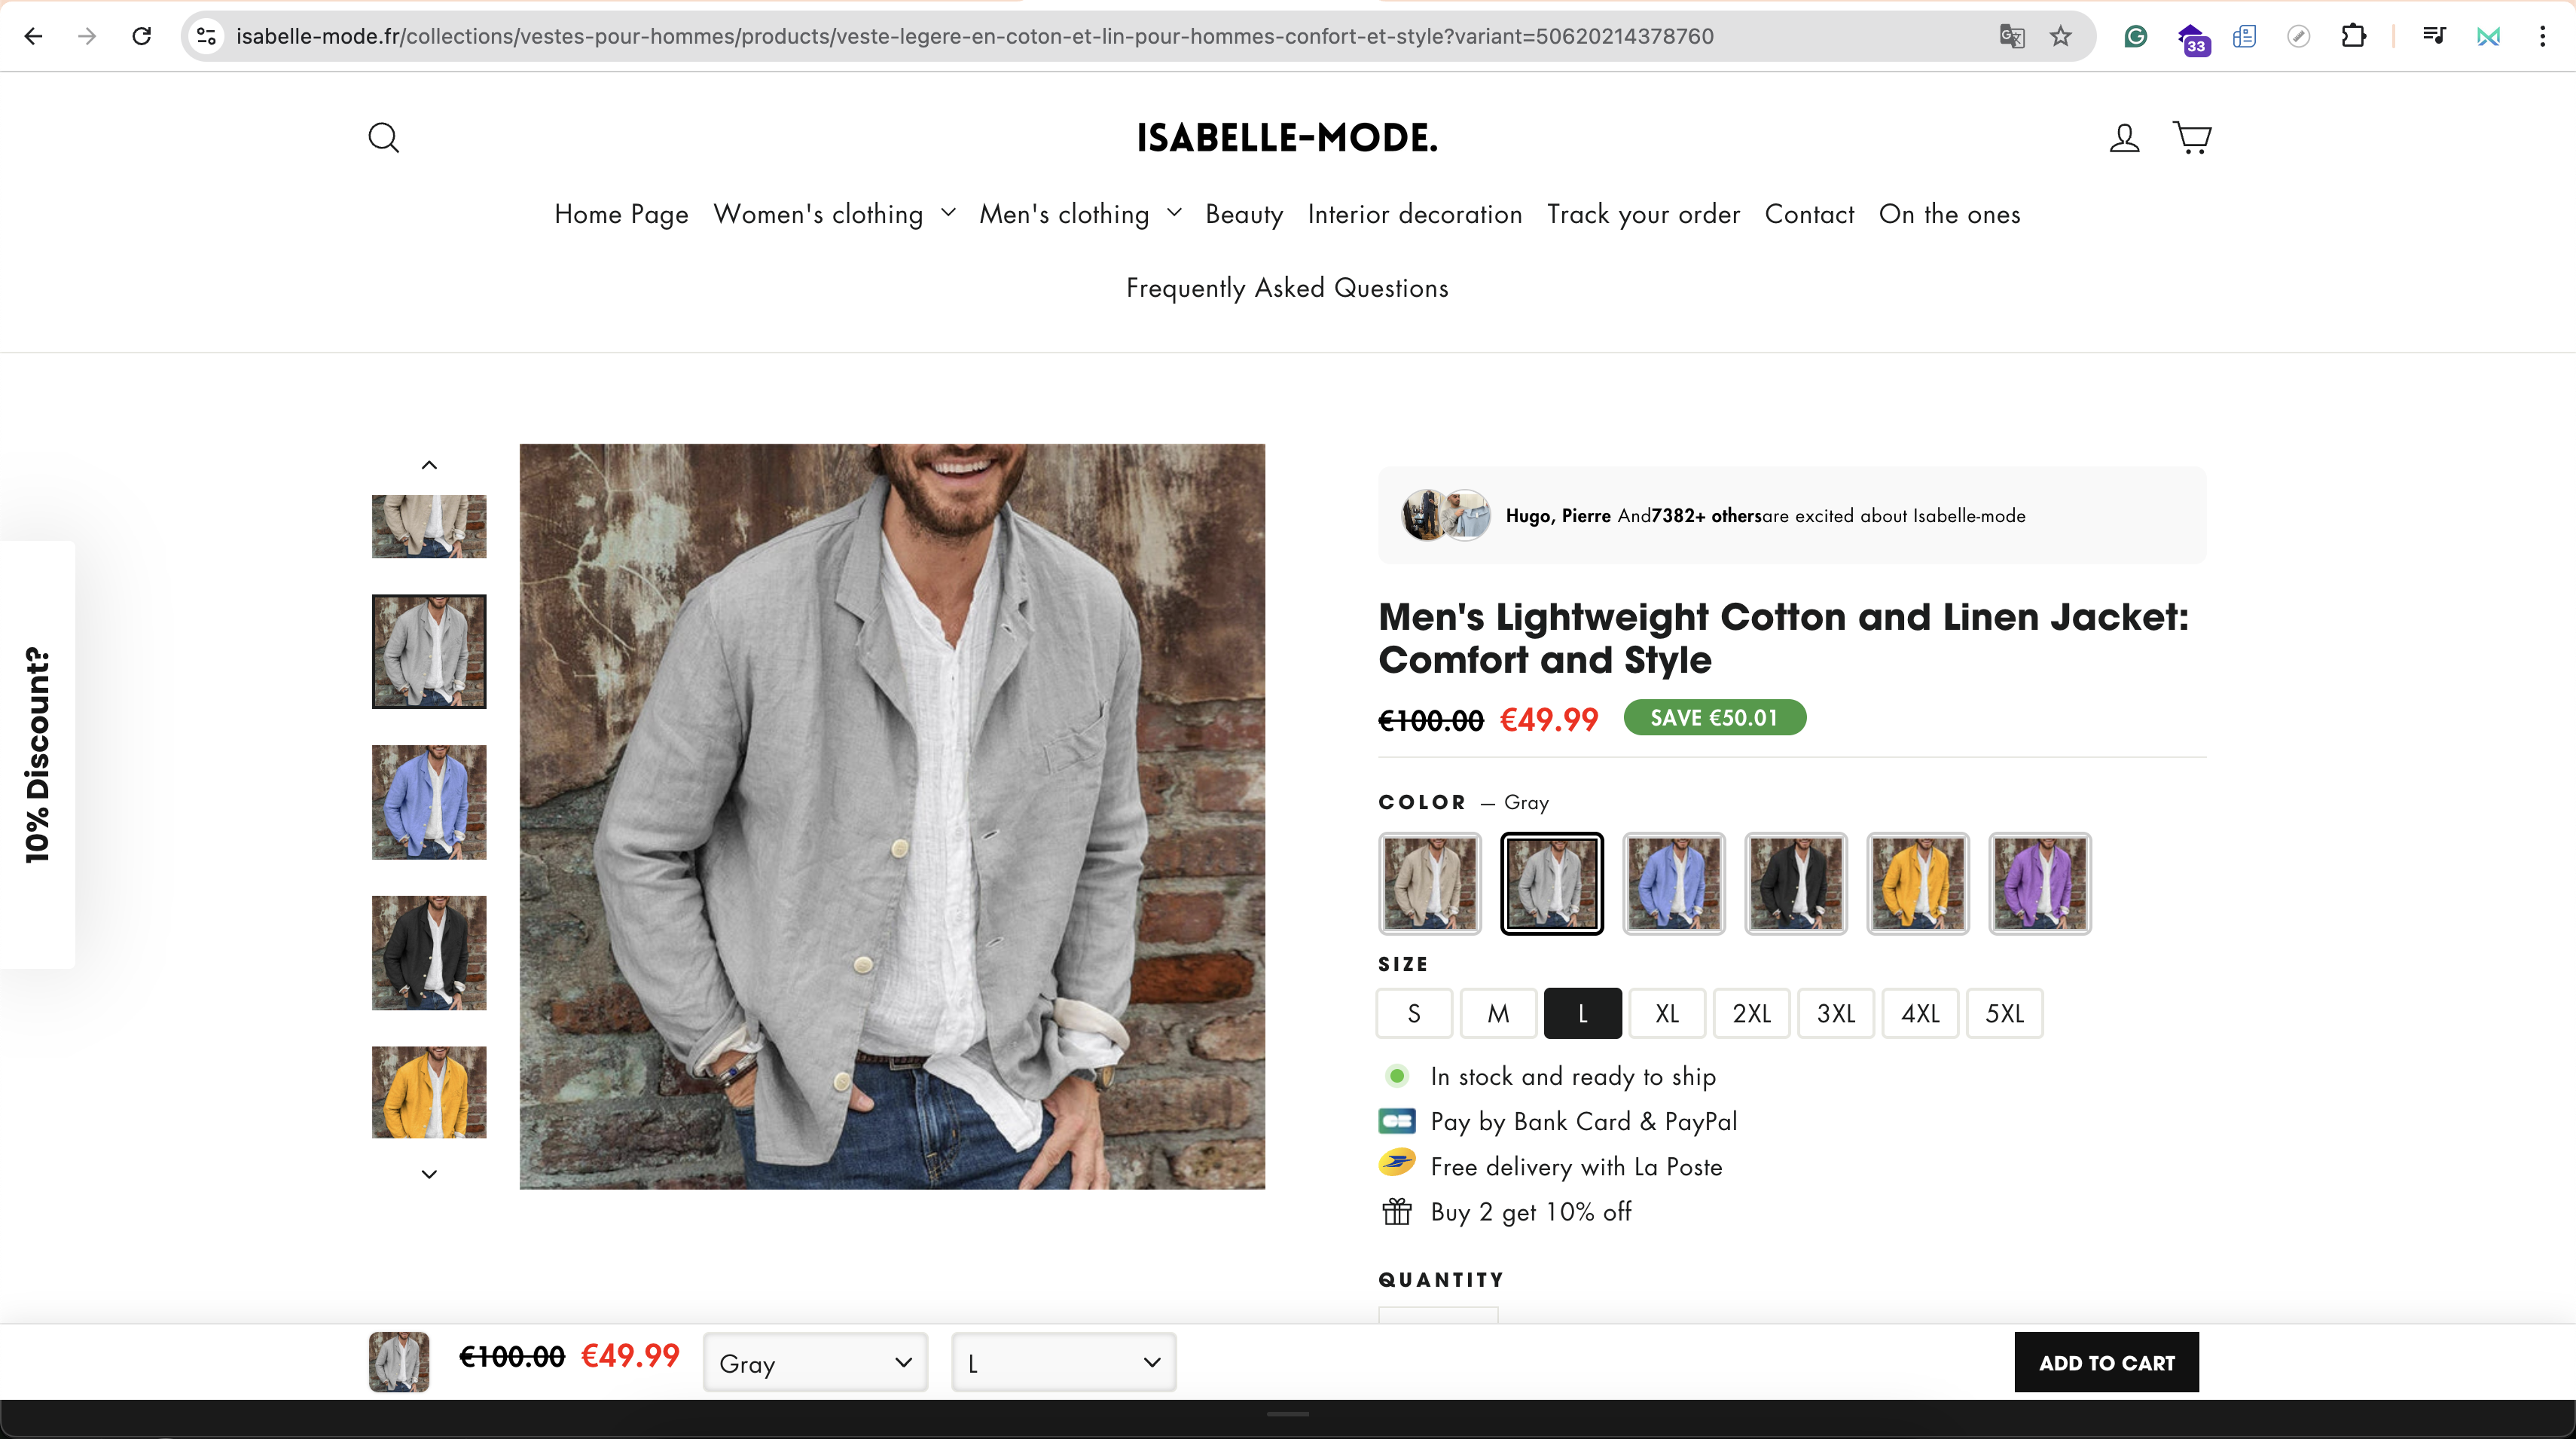 isabelle-mode.fr/collections/vestes-pour-hommes/products/veste-legere-en-coton-et-lin-pour-hommes-confort-et-style?variant=50620214378760
33
ISABELLE-MODE.
Home Page Women's clothing Men's clothing Beauty Interior decoration Track your order Contact On the ones
Frequently Asked Questions
10% Discount?
Hugo, Pierre And7382+ othersare excited about Isabelle-mode
Men's Lightweight Cotton and Linen Jacket:
Comfort and Style
€100.00 €49.99 SAVE €50.01
COLOR — Gray
SIZE
S M L XL 2XL 3XL 4XL 5XL
In stock and ready to ship
CB Pay by Bank Card & PayPal
Free delivery with La Poste
Buy 2 get 10% off
QUANTITY
€100.00 €49.99 Gray L ADD TO CART